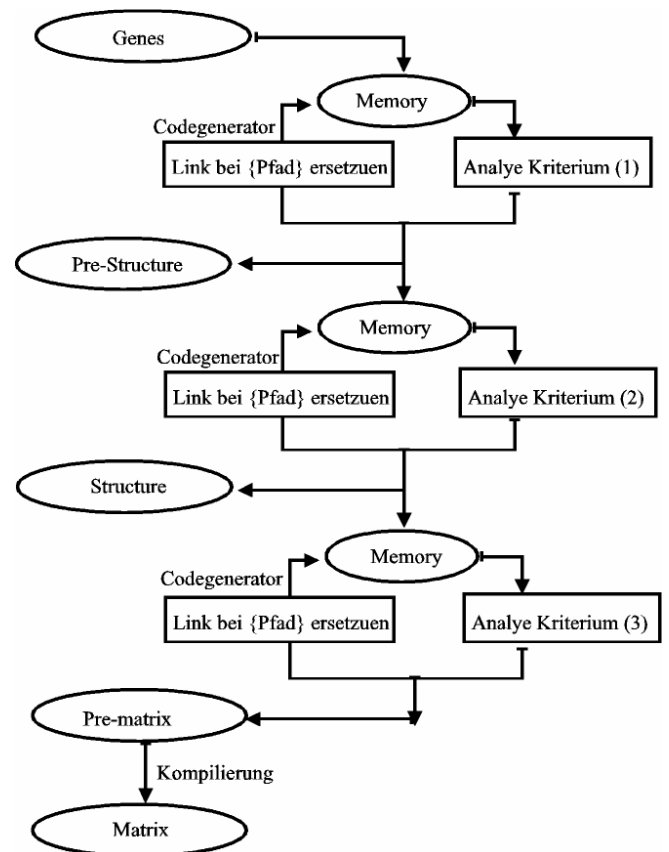 Genes
Memory
Codegenerator
Link bei {Pfad} ersetzuen
Analye Kriterium (1)
Pre-Structure
Memory
Codegenerator
Link bei {Pfad} ersetzuen
Analye Kriterium (2)
Structure
Memory
Codegenerator
Link bei {Pfad} ersetzuen
Analye Kriterium (3)
Pre-matrix
Kompilierung
Matrix